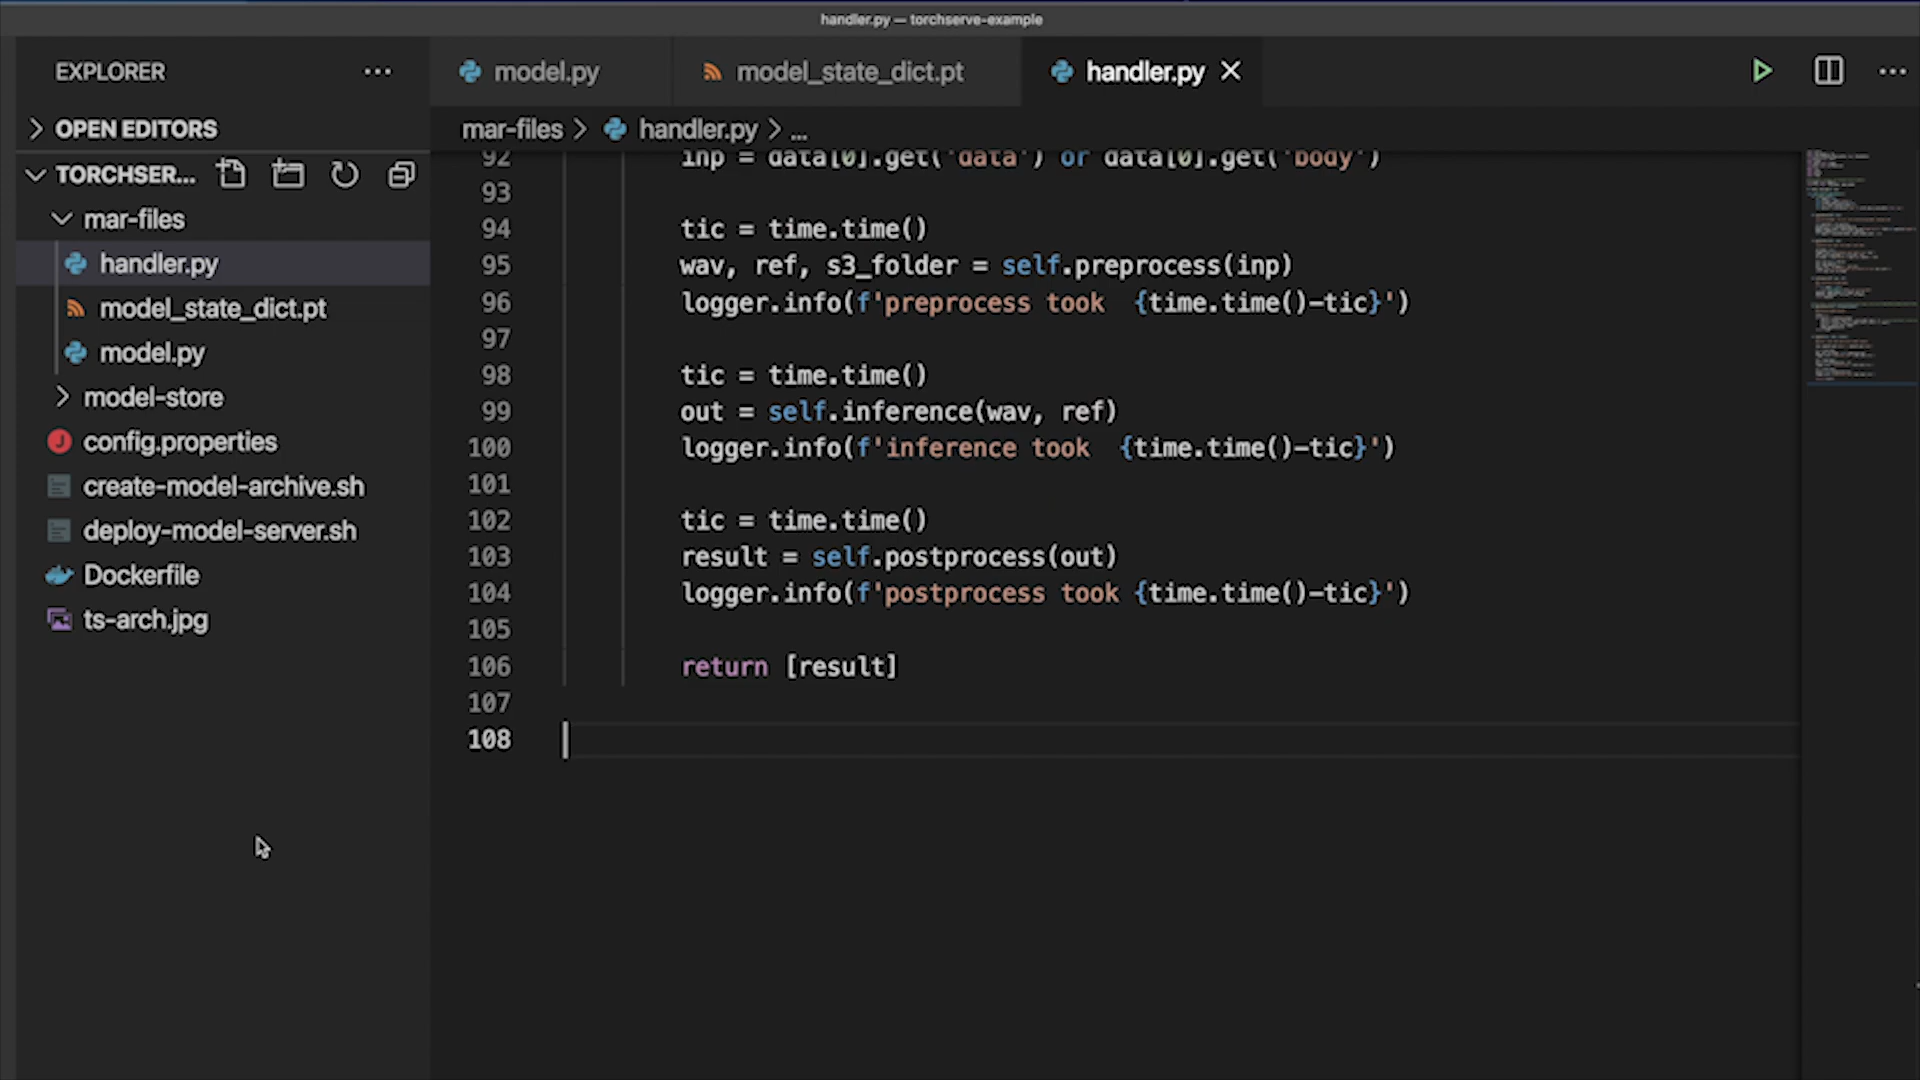 handler.py — torchserve-example
EXPLORER
model.py
model_state_dict.pt
handler.py
OPEN EDITORS
mar-files > handler.py > ...
TORCHSER...
mar-files
handler.py
model_state_dict.pt
model.py
model-store
config.properties
create-model-archive.sh
deploy-model-server.sh
Dockerfile
ts-arch.jpg
92 inp = data[0].get('data') or data[0].get('body')
93
94 tic = time.time()
95 wav, ref, s3_folder = self.preprocess(inp)
96 logger.info(f'preprocess took  {time.time()-tic}')
97
98 tic = time.time()
99 out = self.inference(wav, ref)
100 logger.info(f'inference took  {time.time()-tic}')
101
102 tic = time.time()
103 result = self.postprocess(out)
104 logger.info(f'postprocess took {time.time()-tic}')
105
106 return [result]
107
108